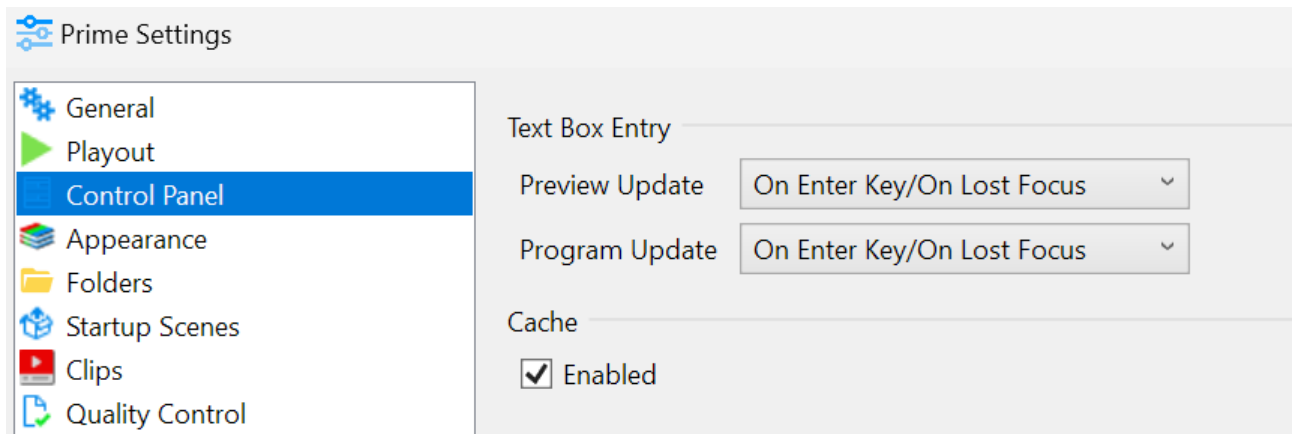 Prime Settings
General
Playout
Control Panel
Appearance
Folders
Startup Scenes
Clips
Quality Control
Text Box Entry
Preview Update On Enter Key/On Lost Focus
Program Update On Enter Key/On Lost Focus
Cache
Enabled